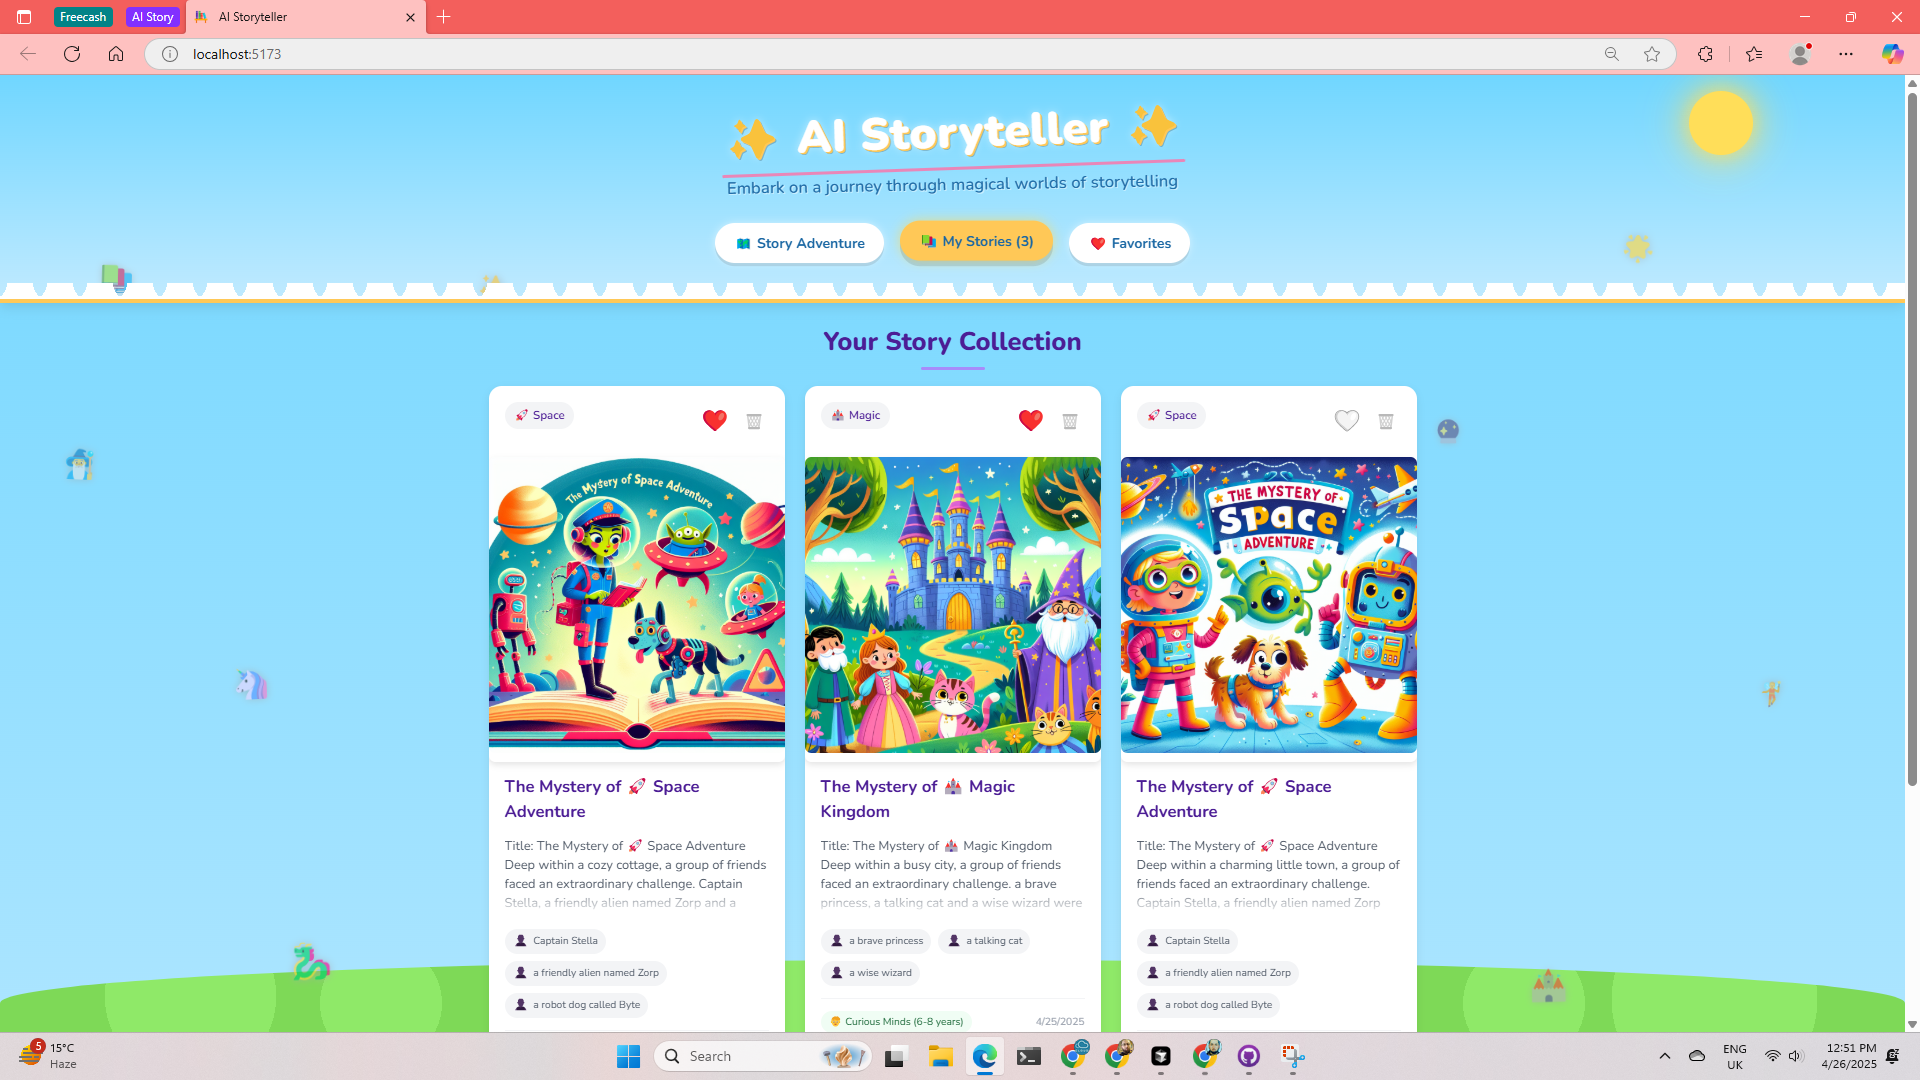 Freecash
AI Story
AI Storyteller
localhost:5173
AI Storyteller
Embark on a journey through magical worlds of storytelling
Story Adventure
My Stories (3)
Favorites
Your Story Collection
Space
Magic
Space
The Mystery of Space Adventure
THE MYSTERY OF
SPACE
ADVENTURE
The Mystery of 🚀 Space
Adventure
Title: The Mystery of 🚀 Space Adventure
Deep within a cozy cottage, a group of friends
faced an extraordinary challenge. Captain
Stella, a friendly alien named Zorp and a
Captain Stella
a friendly alien named Zorp
a robot dog called Byte
The Mystery of 🏰 Magic
Kingdom
Title: The Mystery of 🏰 Magic Kingdom
Deep within a busy city, a group of friends
faced an extraordinary challenge. a brave
princess, a talking cat and a wise wizard were
a brave princess
a talking cat
a wise wizard
Curious Minds (6-8 years)
4/25/2025
The Mystery of 🚀 Space
Adventure
Title: The Mystery of 🚀 Space Adventure
Deep within a charming little town, a group of
friends faced an extraordinary challenge.
Captain Stella, a friendly alien named Zorp
Captain Stella
a friendly alien named Zorp
a robot dog called Byte
5
15°C
Haze
Search
ENG
UK
12:51 PM
4/26/2025